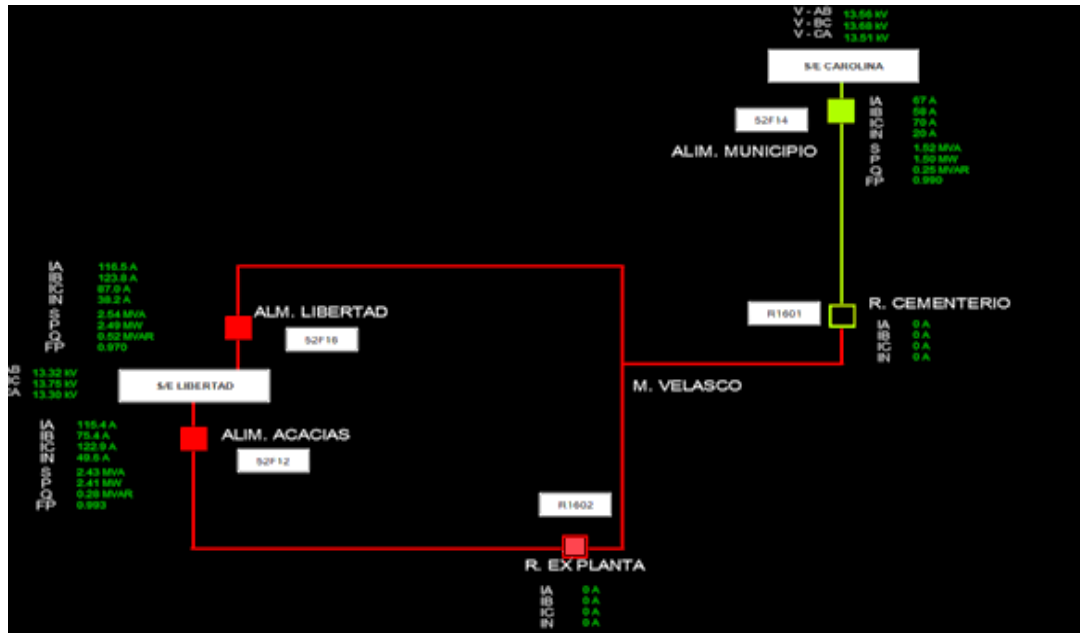 V - AB 13.56 kV
V - BC 13.68 kV
V - CA 13.51 kV
S/E CAROLINA
52F14
ALIM. MUNICIPIO
IA 67 A
IB 58 A
IC 70 A
IN 20 A
S 1.52 MVA
P 1.50 MW
Q 0.25 MVAR
FP 0.990
IA 116.5 A
IB 123.8 A
IC 87.9 A
IN 38.2 A
S 2.54 MVA
P 2.49 MW
Q 0.52 MVAR
FP 0.970
ALM. LIBERTAD
52F16
R1601
R. CEMENTERIO
IA 0 A
IB 0 A
IC 0 A
IN 0 A
AB 13.32 kV
13.75 kV
CA 13.30 kV
S/E LIBERTAD
M. VELASCO
IA 115.4 A
IB 75.4 A
IC 122.9 A
IN 49.6 A
S 2.43 MVA
P 2.41 MW
Q 0.28 MVAR
FP 0.993
ALIM. ACACIAS
52F12
R1602
R. EX PLANTA
IA 0 A
IB 0 A
IC 0 A
IN 0 A